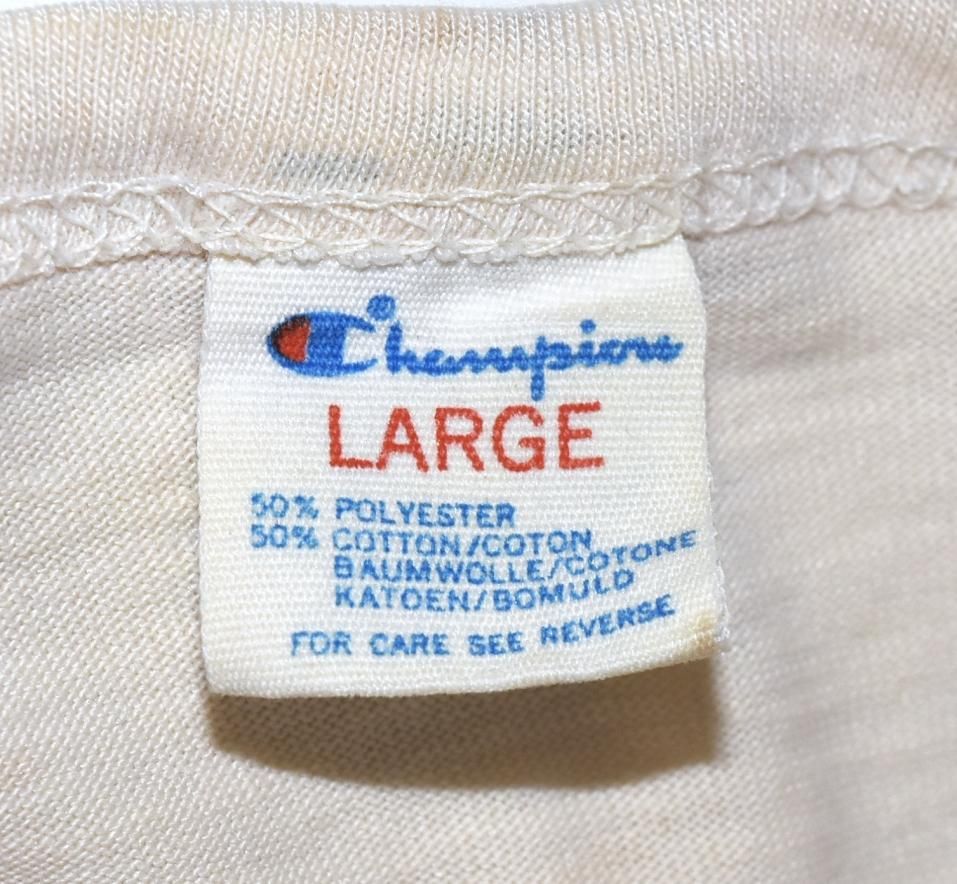 Champion
LARGE
50% POLYESTER
50% COTTON/COTON
BAUMWOLLE/COTONE
KATOEN/BOMULD
FOR CARE SEE REVERSE